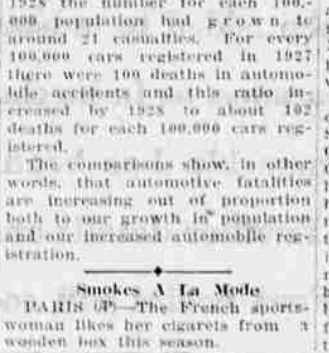 1928 the number for each 100,-
000 population had grown to
around 21 casualties. For every
100,000 cars registered in 1927
there were 100 deaths in automo-
bile accidents and this ratio in-
creased by 1928 to about 102
deaths for each 100,000 cars reg-
istered.
The comparisons show, in other
words, that automotive fatalities
are increasing out of proportion
both to our growth in population
and our increased automobile reg-
istration.
Smokes A La Mode
PARIS (AP)—The French sports-
woman likes her cigarets from a
wooden box this season.